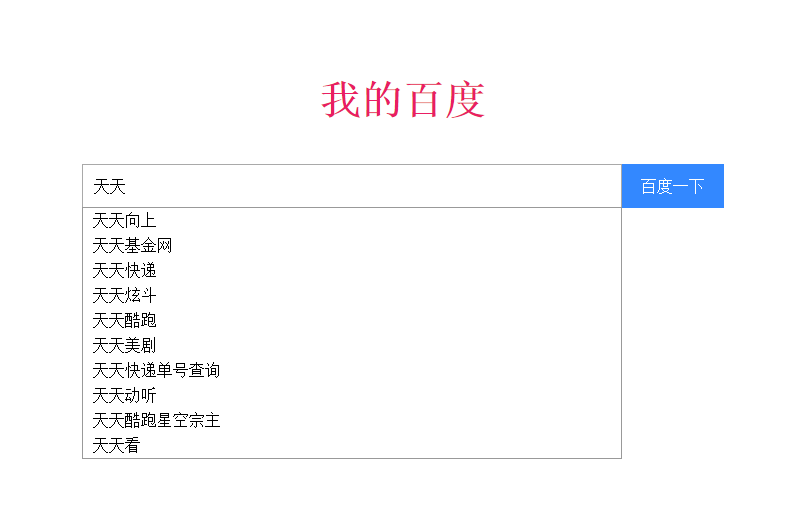 我的百度
天天
百度一下
天天向上
天天基金网
天天快递
天天炫斗
天天酷跑
天天美剧
天天快递单号查询
天天动听
天天酷跑星空宗主
天天看